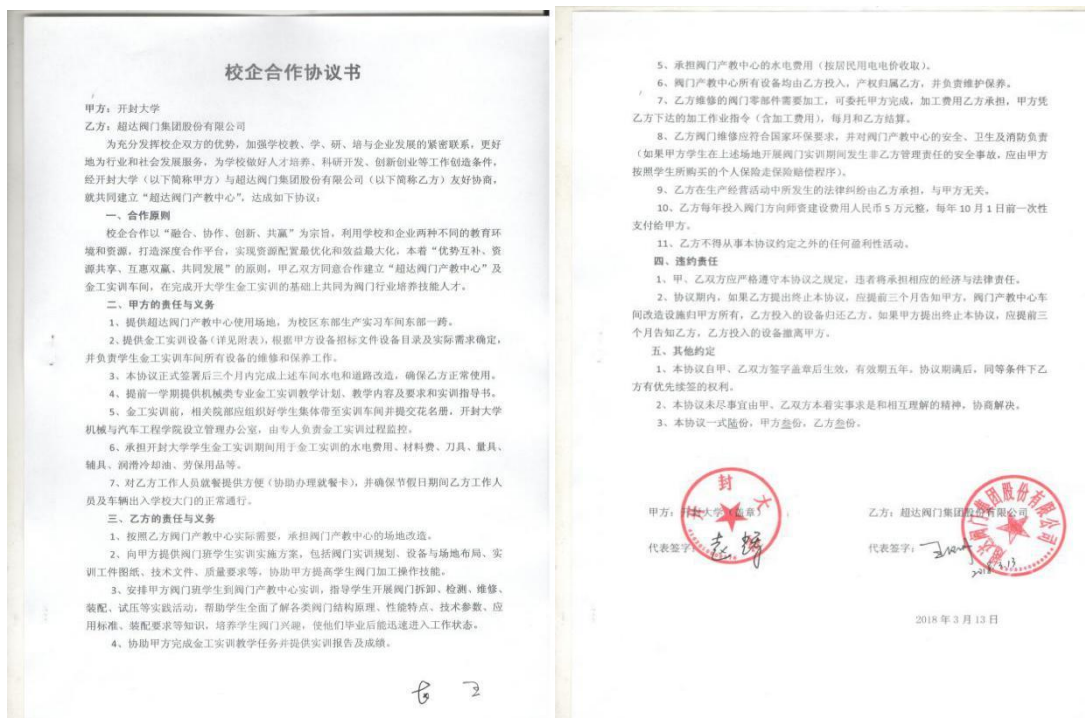 校企合作协议书
甲方：开封大学
乙方：超达阀门集团股份有限公司
为充分发挥校企双方的优势，加强学校教、学、研、培与企业发展的紧密联系，更好
地为行业和社会发展服务，为学校做好人才培养、科研开发、创新创业等工作创造条件，
经开封大学（以下简称甲方）与超达阀门集团股份有限公司（以下简称乙方）友好协商，
就共同建立“超达阀门产教中心”，达成如下协议：
一、合作原则
校企合作以“融合、协作、创新、共赢”为宗旨，利用学校和企业两种不同的教育环
境和资源，打造深度合作平台，实现资源配置最优化和效益最大化，本着“优势互补、资
源共享、互惠双赢、共同发展”的原则，甲乙双方同意合作建立“超达阀门产教中心”及
金工实训车间，在完成开大学生金工实训的基础上共同为阀门行业培养技能人才。
二、甲方的责任与义务
1、提供超达阀门产教中心使用场地，为校区东部生产实习车间东部一跨。
2、提供金工实训设备（详见附表），根据甲方设备招标文件设备目录及实际需求确定，
并负责学生金工实训车间所有设备的维修和保养工作。
3、本协议正式签署后三个月内完成上述车间水电和道路改造，确保乙方正常使用。
4、提前一学期提供机械类专业金工实训教学计划、教学内容及要求和实训指导书。
5、金工实训前，相关院部应组织好学生集体带至实训车间并提交花名册，开封大学
机械与汽车工程学院设立管理办公室，由专人负责金工实训过程监控。
6、承担开封大学学生金工实训期间用于金工实训的水电费用、材料费、刀具、量具、
辅具、润滑冷却油、劳保用品等。
7、对乙方工作人员就餐提供方便（协助办理就餐卡），并确保节假日期间乙方工作人
员及车辆出入学校大门的正常通行。
三、乙方的责任与义务
1、按照乙方阀门产教中心实际需要，承担阀门产教中心的场地改造。
2、向甲方提供阀门班学生实训实施方案，包括阀门实训规划、设备与场地布局、实
训工件图纸、技术文件、质量要求等，协助甲方提高学生阀门加工操作技能。
3、安排甲方阀门班学生到阀门产教中心实训，指导学生开展阀门拆卸、检测、维修、
装配、试压等实践活动，帮助学生全面了解各类阀门结构原理、性能特点、技术参数、应
用标准、装配要求等知识，培养学生阀门兴趣，使他们毕业后能迅速进入工作状态。
4、协助甲方完成金工实训教学任务并提供实训报告及成绩。
5、承担阀门产教中心的水电费用（按居民用电电价收取）。
6、阀门产教中心所有设备均由乙方投入，产权归属乙方，并负责维护保养。
7、乙方维修的阀门零部件需要加工，可委托甲方完成，加工费用乙方承担，甲方凭
乙方下达的加工作业指令（含加工费用），每月和乙方结算。
8、乙方阀门维修应符合国家环保要求，并对阀门产教中心的安全、卫生及消防负责
（如果甲方学生在上述场地开展阀门实训期间发生非乙方管理责任的安全事故，应由甲方
按照学生所购买的个人保险走保险赔偿程序）。
9、乙方在生产经营活动中所发生的法律纠纷由乙方承担，与甲方无关。
10、乙方每年投入阀门方向师资建设费用人民币 5 万元整，每年 10 月 1 日前一次性
支付给甲方。
11、乙方不得从事本协议约定之外的任何盈利性活动。
四、违约责任
1、甲、乙双方应严格遵守本协议之规定，违者将承担相应的经济与法律责任。
2、协议期内，如果乙方提出终止本协议，应提前三个月告知甲方，阀门产教中心车
间改造设施归甲方所有，乙方投入的设备归还乙方。如果甲方提出终止本协议，应提前三
个月告知乙方，乙方投入的设备撤离甲方。
五、其他约定
1、本协议自甲、乙双方签字盖章后生效，有效期五年。协议期满后，同等条件下乙
方有优先续签的权利。
2、本协议未尽事宜由甲、乙双方本着实事求是和相互理解的精神，协商解决。
3、本协议一式陆份，甲方叁份，乙方叁份。
甲方：开封大学（盖章）
乙方：超达阀门集团股份有限公司
代表签字：
代表签字：
2018.3.13
开封大
超达阀门集团股份有限公司
2018 年 3 月 13 日